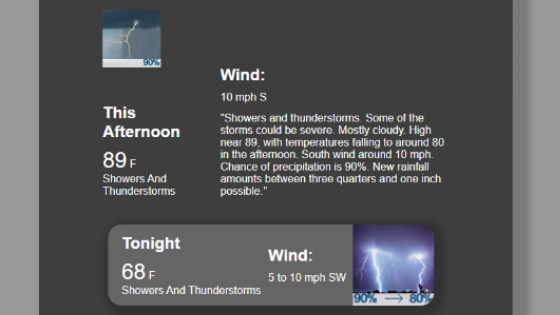 90%
Wind:
10 mph S
This
Afternoon
89 F
Showers And
Thunderstorms
"Showers and thunderstorms. Some of the
storms could be severe. Mostly cloudy. High
near 89, with temperatures falling to around 80
in the afternoon. South wind around 10 mph.
Chance of precipitation is 90%. New rainfall
amounts between three quarters and one inch
possible."
Tonight
68 F
Showers And Thunderstorms
Wind:
5 to 10 mph SW
90% → 80%